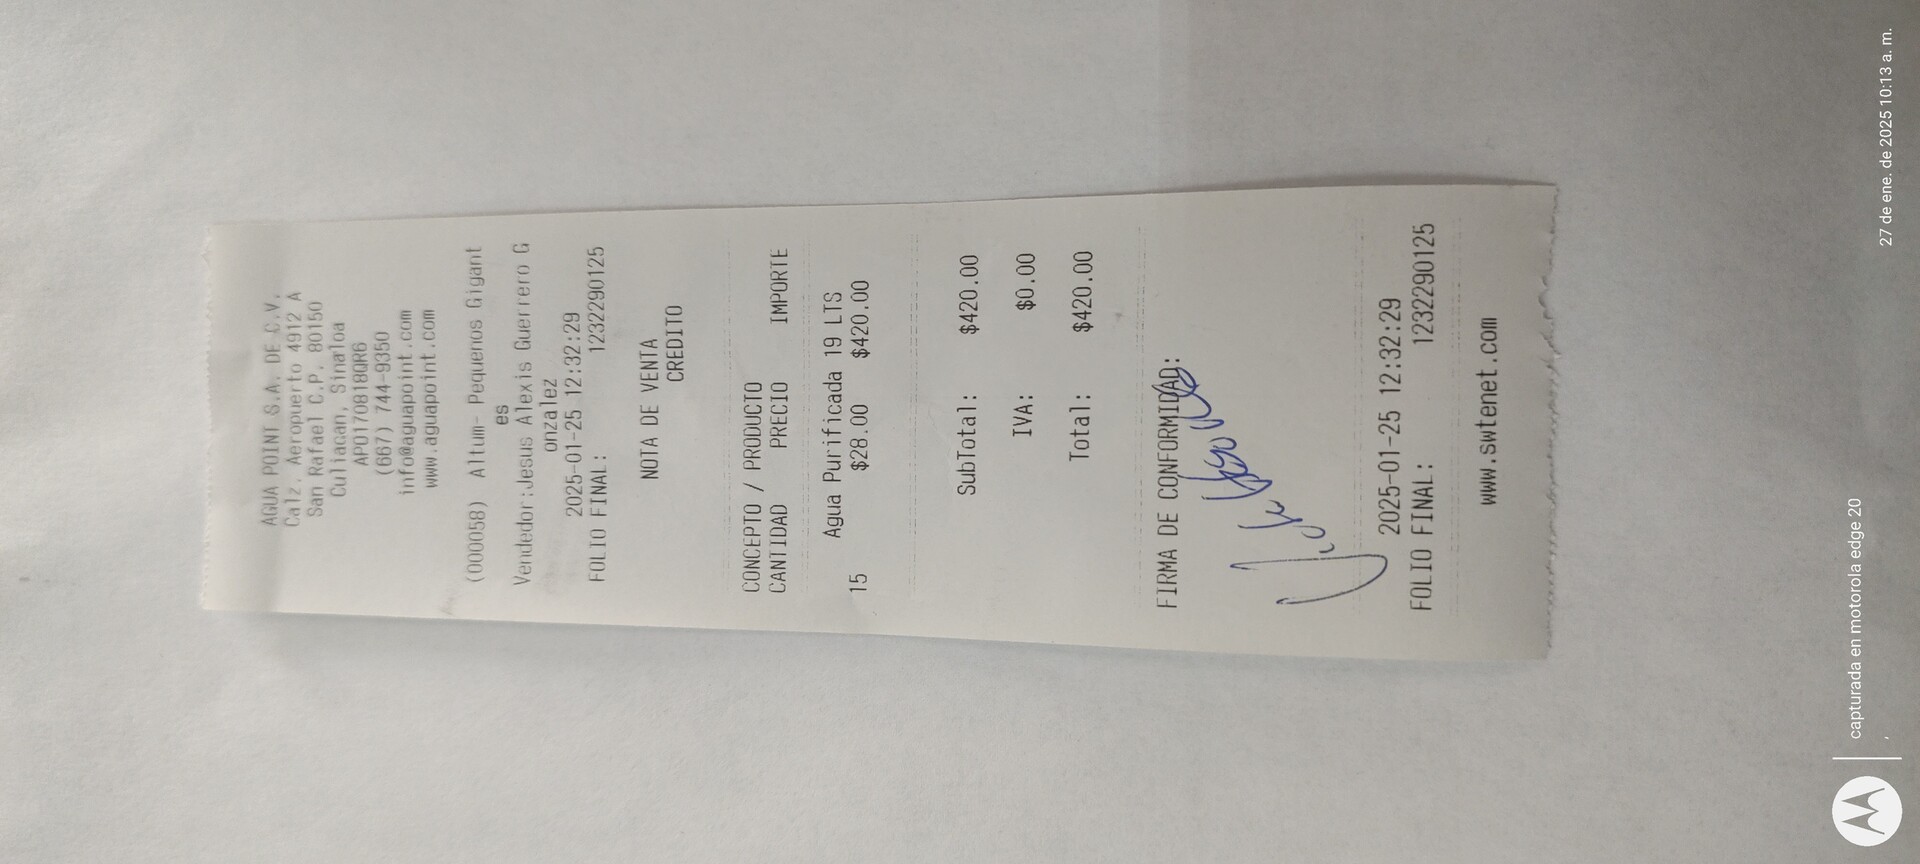 AGUA POINT S.A. DE C.V.
Calz. Aeropuerto 4912 A
San Rafael C.P. 80150
Culiacan, Sinaloa
APO170818QR6
(667) 744-9350
info@aguapoint.com
www.aguapoint.com
(000058) Altum- Pequenos Gigant
es
Vendedor:Jesus Alexis Guerrero G
onzalez
2025-01-25 12:32:29
FOLIO FINAL: 1232290125
NOTA DE VENTA
CREDITO
CONCEPTO / PRODUCTO
CANTIDAD PRECIO IMPORTE
Agua Purificada 19 LTS
15 $28.00 $420.00
SubTotal: $420.00
IVA: $0.00
Total: $420.00
FIRMA DE CONFORMIDAD:
2025-01-25 12:32:29
FOLIO FINAL: 1232290125
www.swtenet.com
capturada en motorola edge 20
27 de ene. de 2025 10:13 a. m.